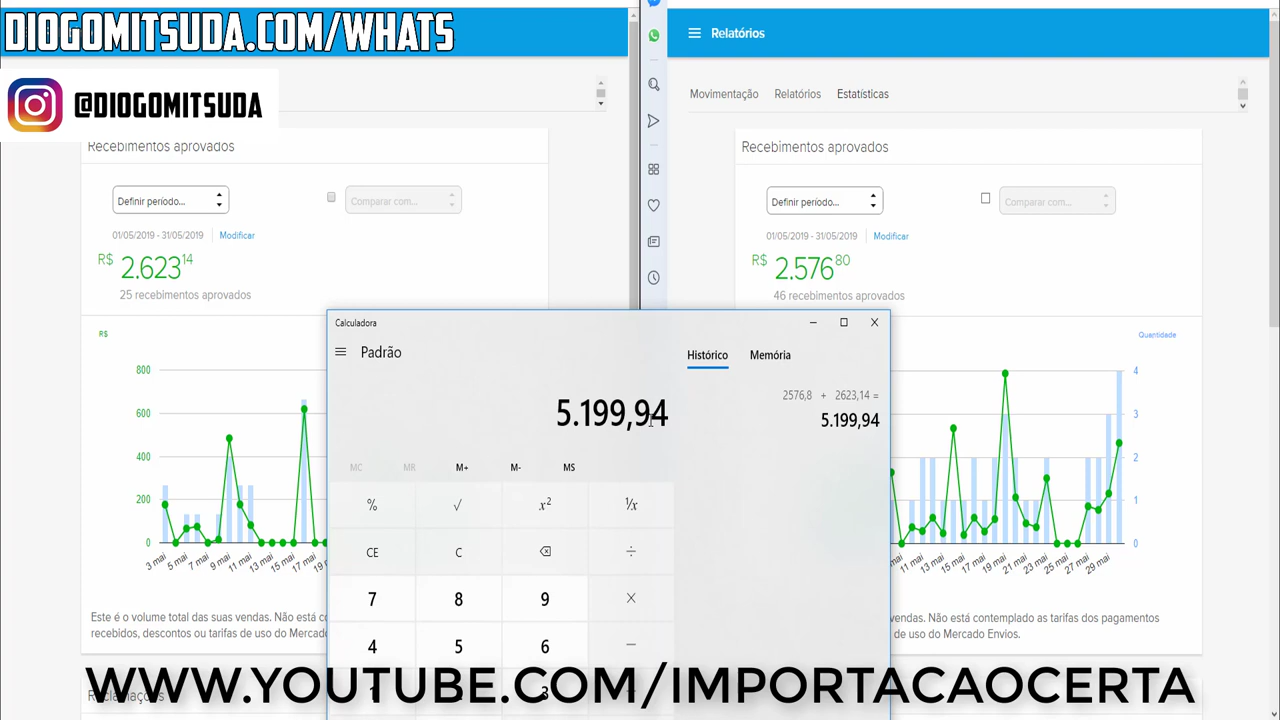 DIOGOMITSUDA.COM/WHATS
@DIOGOMITSUDA
Recebimentos aprovados
Definir período...
Comparar com...
01/05/2019 - 31/05/2019
Modificar
R$ 2.623 14
25 recebimentos aprovados
R$
800
600
400
200
0
3 mai
5 mai
7 mai
9 mai
11 mai
13 mai
15 mai
17 mai
19 mai
Este é o volume total das suas vendas. Não está
recebidos, descontos ou tarifas de uso do Mercado
Relatórios
Movimentação
Relatórios
Estatísticas
Recebimentos aprovados
Definir período...
Comparar com...
01/05/2019 - 31/05/2019
Modificar
R$ 2.576 80
46 recebimentos aprovados
Quantidade
4
3
2
1
0
11 mai
13 mai
15 mai
17 mai
19 mai
21 mai
23 mai
25 mai
27 mai
29 mai
vendas. Não está contemplado as tarifas dos pagamentos
de uso do Mercado Envios.
Calculadora
Padrão
Histórico
Memória
5.199,94
2576,8 + 2623,14 =
5.199,94
MC MR M+ M- MS
% √ x² ¹/x
CE C ÷
7 8 9 ×
4 5 6 −
WWW.YOUTUBE.COM/IMPORTACAOCERTA